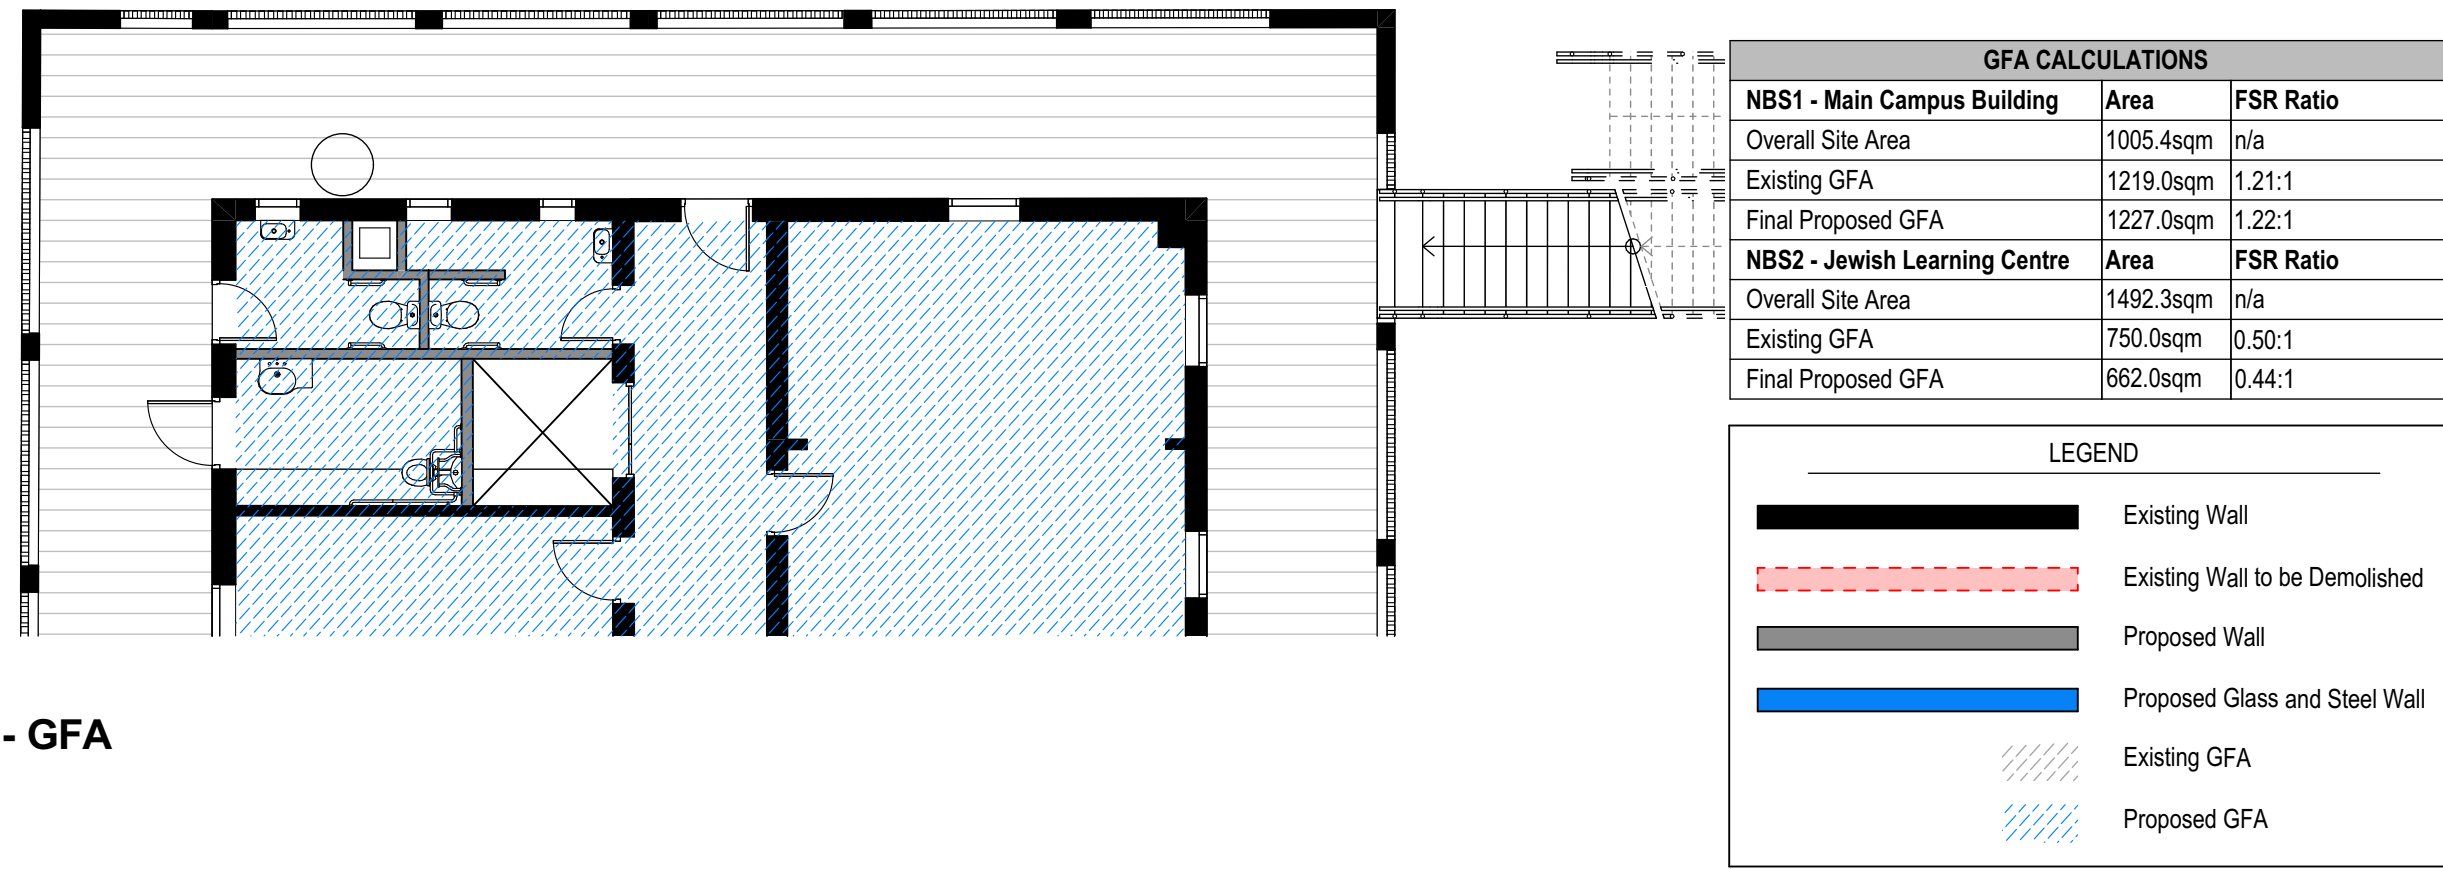 GFA CALCULATIONS
NBS1 - Main Campus Building Area FSR Ratio
Overall Site Area 1005.4sqm n/a
Existing GFA 1219.0sqm 1.21:1
Final Proposed GFA 1227.0sqm 1.22:1
NBS2 - Jewish Learning Centre Area FSR Ratio
Overall Site Area 1492.3sqm n/a
Existing GFA 750.0sqm 0.50:1
Final Proposed GFA 662.0sqm 0.44:1
LEGEND
Existing Wall
Existing Wall to be Demolished
Proposed Wall
Proposed Glass and Steel Wall
Existing GFA
Proposed GFA
- GFA